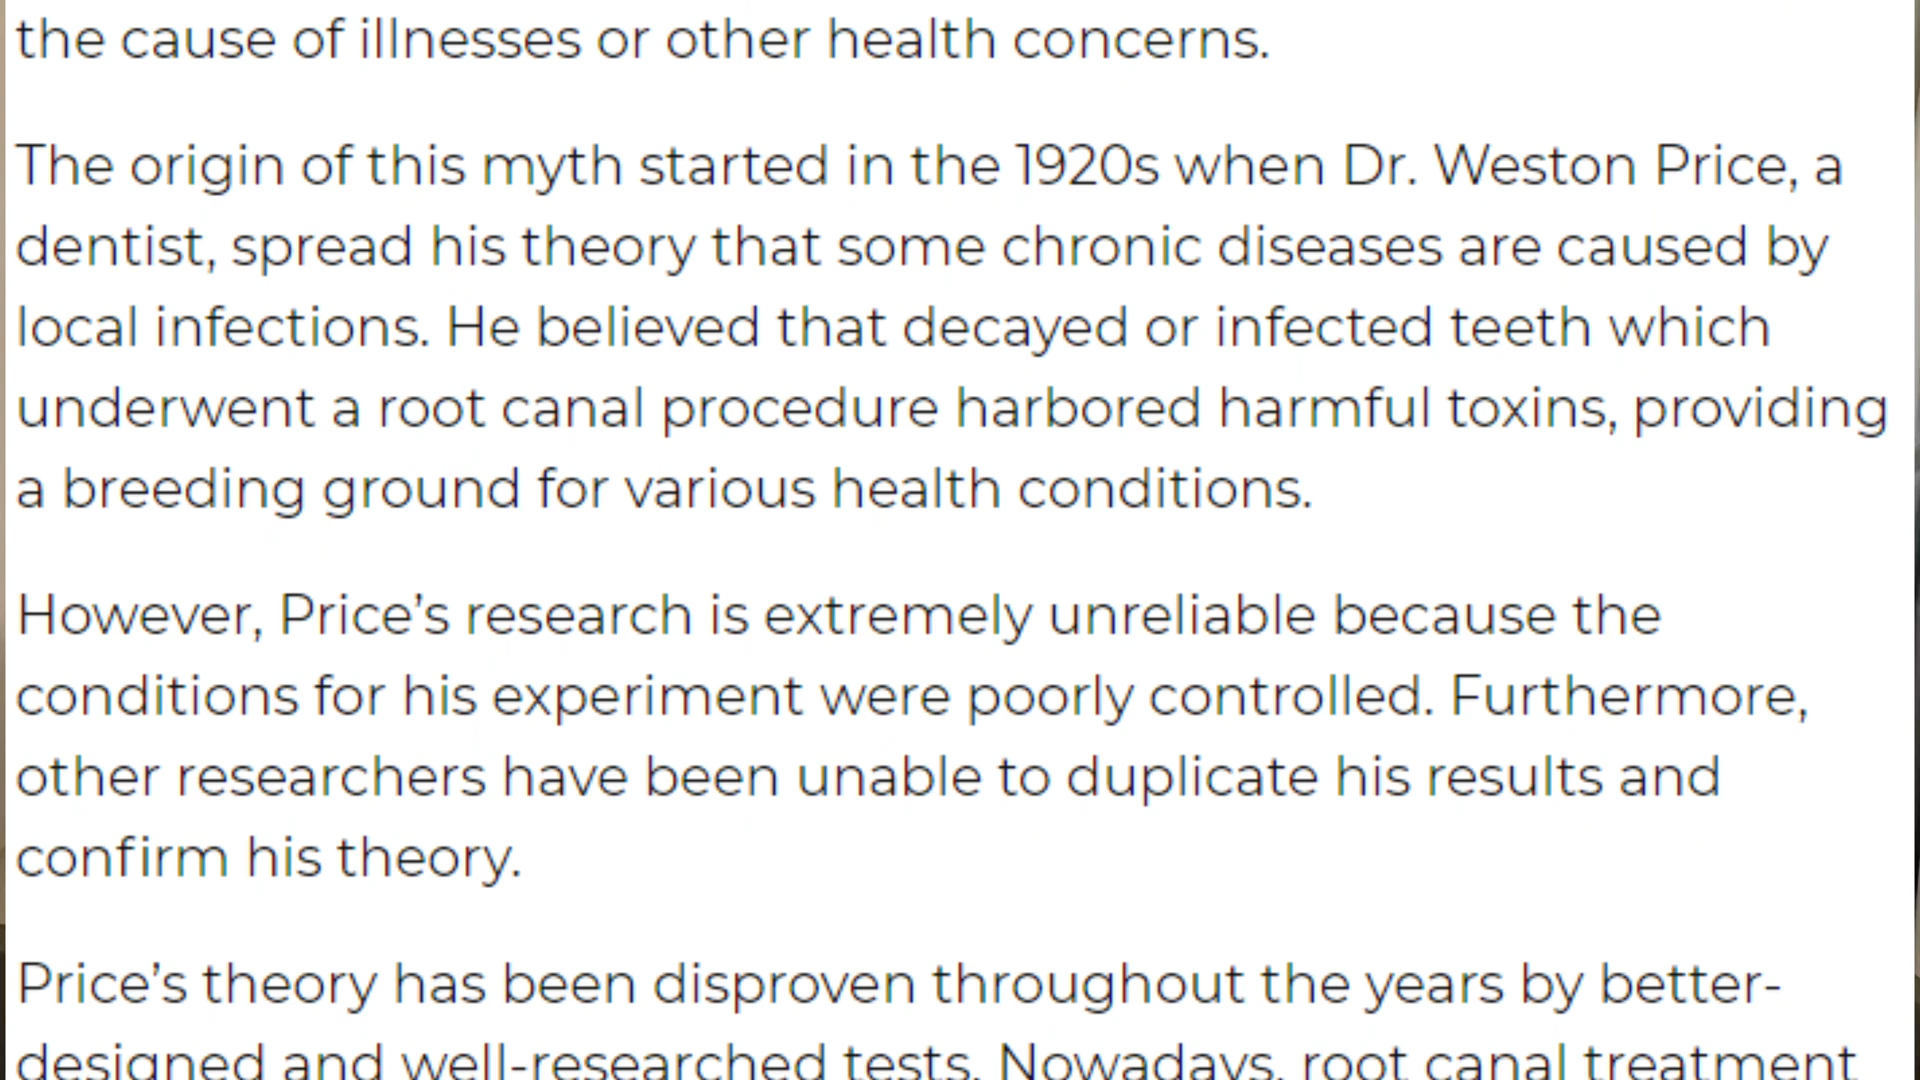 the cause of illnesses or other health concerns.
The origin of this myth started in the 1920s when Dr. Weston Price, a
dentist, spread his theory that some chronic diseases are caused by
local infections. He believed that decayed or infected teeth which
underwent a root canal procedure harbored harmful toxins, providing
a breeding ground for various health conditions.
However, Price’s research is extremely unreliable because the
conditions for his experiment were poorly controlled. Furthermore,
other researchers have been unable to duplicate his results and
confirm his theory.
Price’s theory has been disproven throughout the years by better-
designed and well-researched tests. Nowadays, root canal treatment